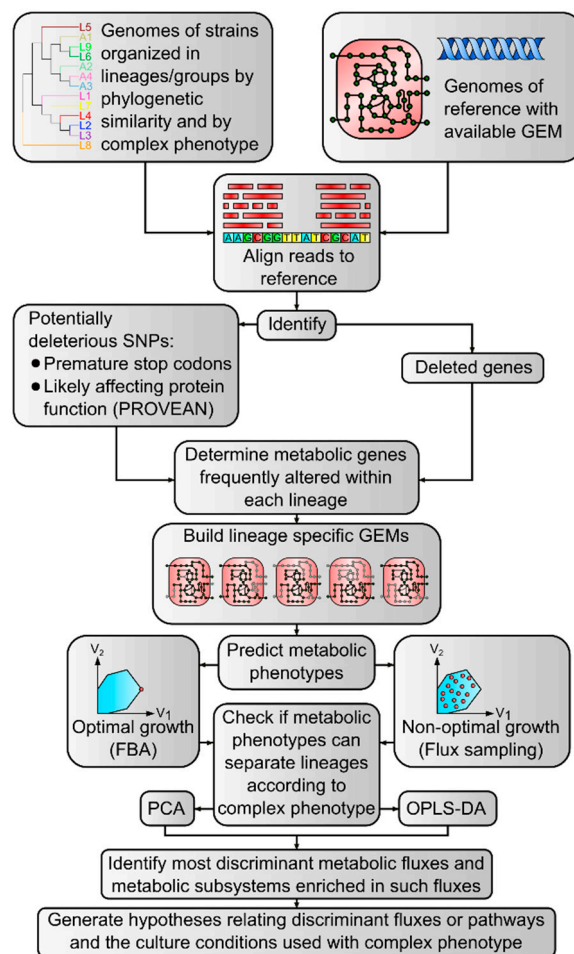 L5
A1
L9
L6
A2
A4
A3
L1
L7
L4
L2
L3
L8
Genomes of strains
organized in
lineages/groups by
phylogenetic
similarity and by
complex phenotype
Genomes of
reference with
available GEM
AAGCGGTTATCGCAT
Align reads to
reference
Identify
Potentially
deleterious SNPs:
● Premature stop codons
● Likely affecting protein
function (PROVEAN)
Deleted genes
Determine metabolic genes
frequently altered within
each lineage
Build lineage specific GEMs
Predict metabolic
phenotypes
V2
V1
Optimal growth
(FBA)
V2
V1
Non-optimal growth
(Flux sampling)
Check if metabolic
phenotypes can
separate lineages
according to
complex phenotype
PCA
OPLS-DA
Identify most discriminant metabolic fluxes and
metabolic subsystems enriched in such fluxes
Generate hypotheses relating discriminant fluxes or pathways
and the culture conditions used with complex phenotype